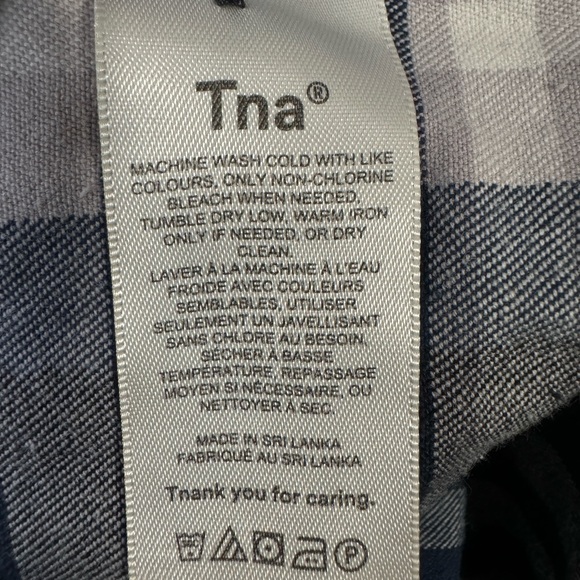 Tna®
MACHINE WASH COLD WITH LIKE
COLOURS, ONLY NON-CHLORINE
BLEACH WHEN NEEDED,
TUMBLE DRY LOW, WARM IRON
ONLY IF NEEDED, OR DRY
CLEAN.
LAVER À LA MACHINE À L'EAU
FROIDE AVEC COULEURS
SEMBLABLES, UTILISER
SEULEMENT UN JAVELLISANT
SANS CHLORE AU BESOIN,
SÉCHER À BASSE
TEMPÉRATURE, REPASSAGE
MOYEN SI NÉCESSAIRE, OU
NETTOYER À SEC.
MADE IN SRI LANKA
FABRIQUÉ AU SRI LANKA
Tnank you for caring.
P